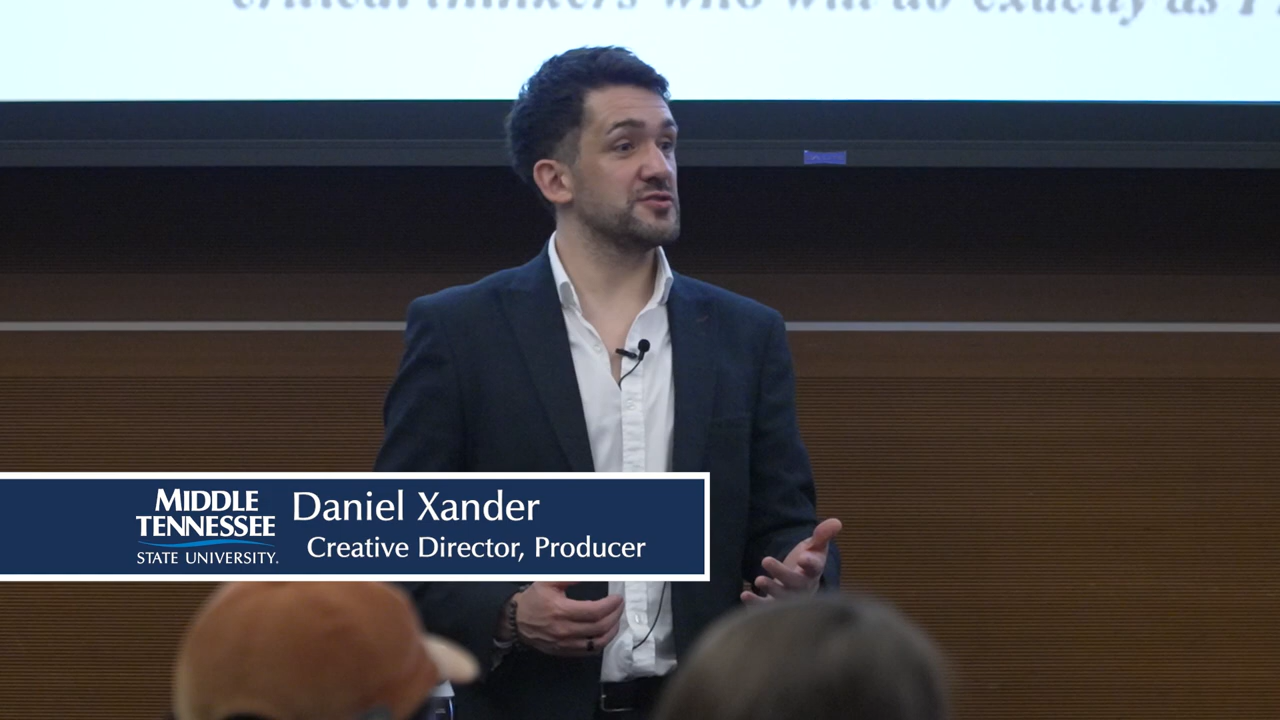 critical thinkers who will do exactly as I
MIDDLE
TENNESSEE
STATE UNIVERSITY.
Daniel Xander
Creative Director, Producer